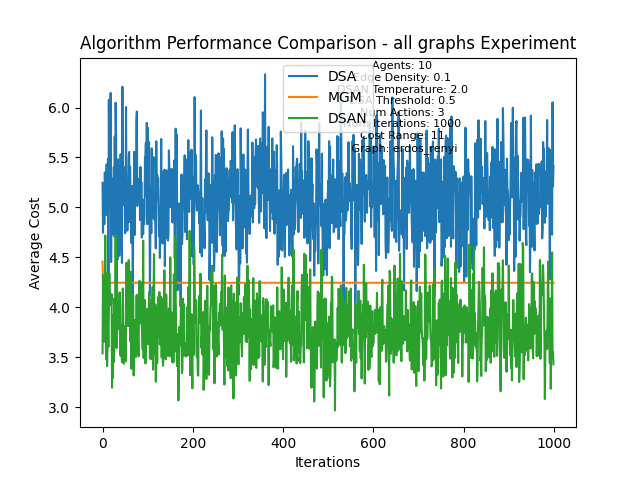 Algorithm Performance Comparison - all graphs Experiment
Agents: 10
Edge Density: 0.1
DSAN Temperature: 2.0
DSA Threshold: 0.5
Num Actions: 3
Num Iterations: 1000
Cost Range: 11
Graph: erdos_renyi
DSA
MGM
DSAN
6.0
5.5
5.0
4.5
4.0
3.5
3.0
Average Cost
0
200
400
600
800
1000
Iterations